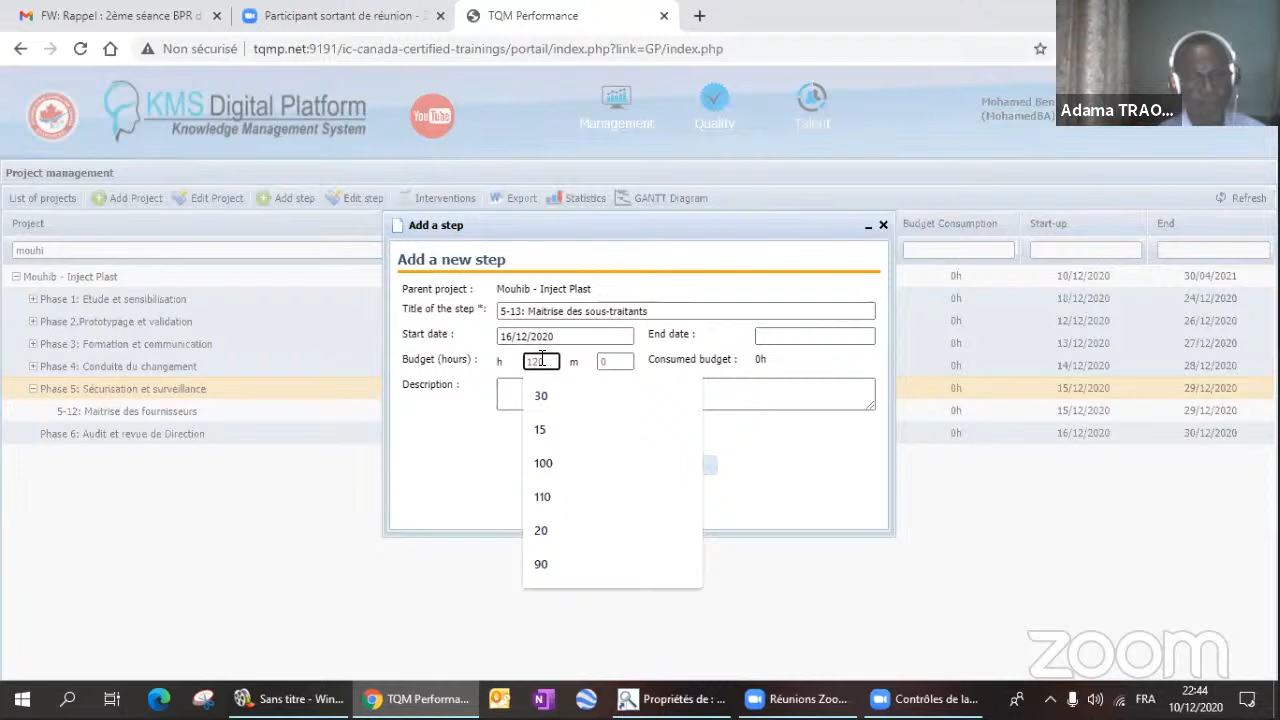 FW: Rappel : 2ème séance BPR d
Participant sortant de réunion - Z
TQM Performance
Non sécurisé
tqmp.net:9191/ic-canada-certified-trainings/portail/index.php?link=GP/index.php
KMS Digital Platform
Knowledge Management System
YouTube
Management
Quality
Talent
Mohamed Ben
(MohamedBA)
Adama TRAO...
Project management
List of projects
Add Project
Edit Project
Add step
Edit step
Interventions
Export
Statistics
GANTT Diagram
Refresh
Project
Budget Consumption
Start-up
End
mouhi
Mouhib - Inject Plast
0h
10/12/2020
30/04/2021
Phase 1: Etude et sensibilisation
0h
10/12/2020
24/12/2020
Phase 2.Prototypage et validation
0h
12/12/2020
26/12/2020
Phase 3: Formation et communication
0h
13/12/2020
27/12/2020
Phase 4: Conduite du changement
0h
14/12/2020
28/12/2020
Phase 5: Sécurisation et surveillance
0h
15/12/2020
29/12/2020
5-12: Maitrise des fournisseurs
0h
15/12/2020
29/12/2020
Phase 6: Audit et revue de Direction
0h
16/12/2020
30/12/2020
Add a step
Add a new step
Parent project :
Mouhib - Inject Plast
Title of the step *:
5-13: Maitrise des sous-traitants
Start date :
16/12/2020
End date :
Budget (hours) :
h
120
m
0
Consumed budget :
0h
Description :
30
15
100
110
20
90
zoom
Sans titre - Win...
TQM Performa...
Propriétés de : ...
Réunions Zoo...
Contrôles de la...
FRA
22:44
10/12/2020